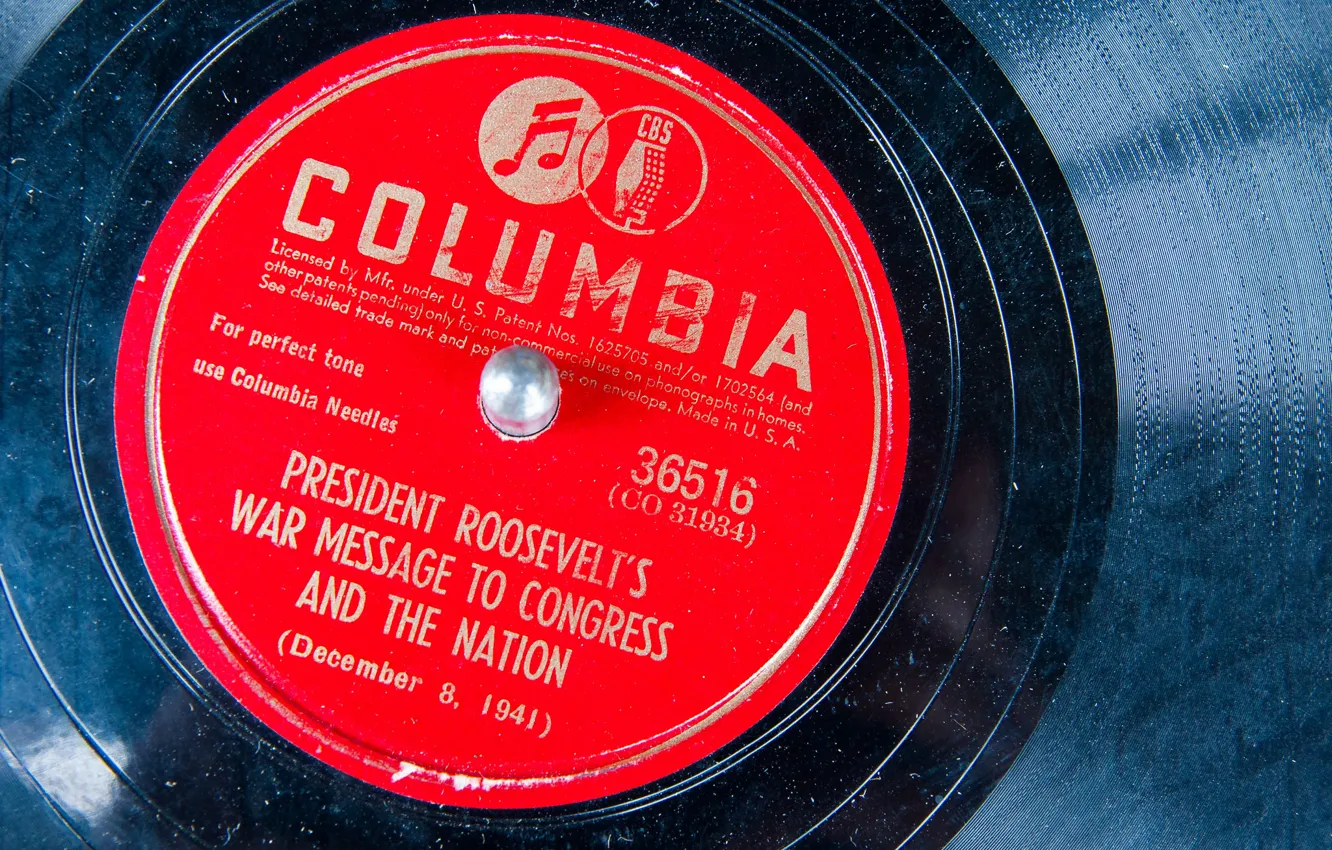 CBS
COLUMBIA
Licensed by Mfr. under U. S. Patent Nos. 1625705 and/or 1702564 (and
other patents pending) only for non-commercial use on phonographs in homes.
See detailed trade mark and pat es on envelope. Made in U. S. A.
For perfect tone
use Columbia Needles
36516
(CO 31934)
PRESIDENT ROOSEVELT'S
WAR MESSAGE TO CONGRESS
AND THE NATION
(December 8, 1941)